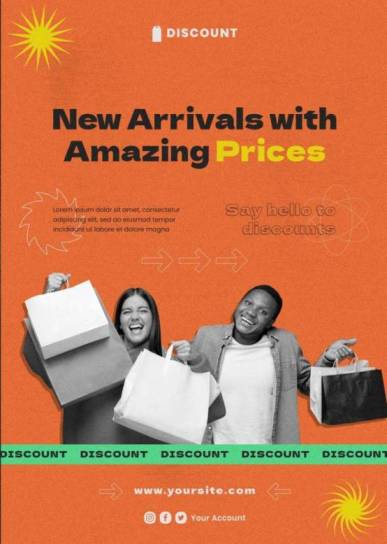 DISCOUNT
New Arrivals with
Amazing Prices
Lorem ipsum dolor sit amet, consectetur
adipiscing elit, sed eiusmod tempor
incididunt ut labore et dolore magna
Say hello to
discounts
DISCOUNT DISCOUNT DISCOUNT DISCOUNT DISCOUNT
www.yoursite.com
Your Account